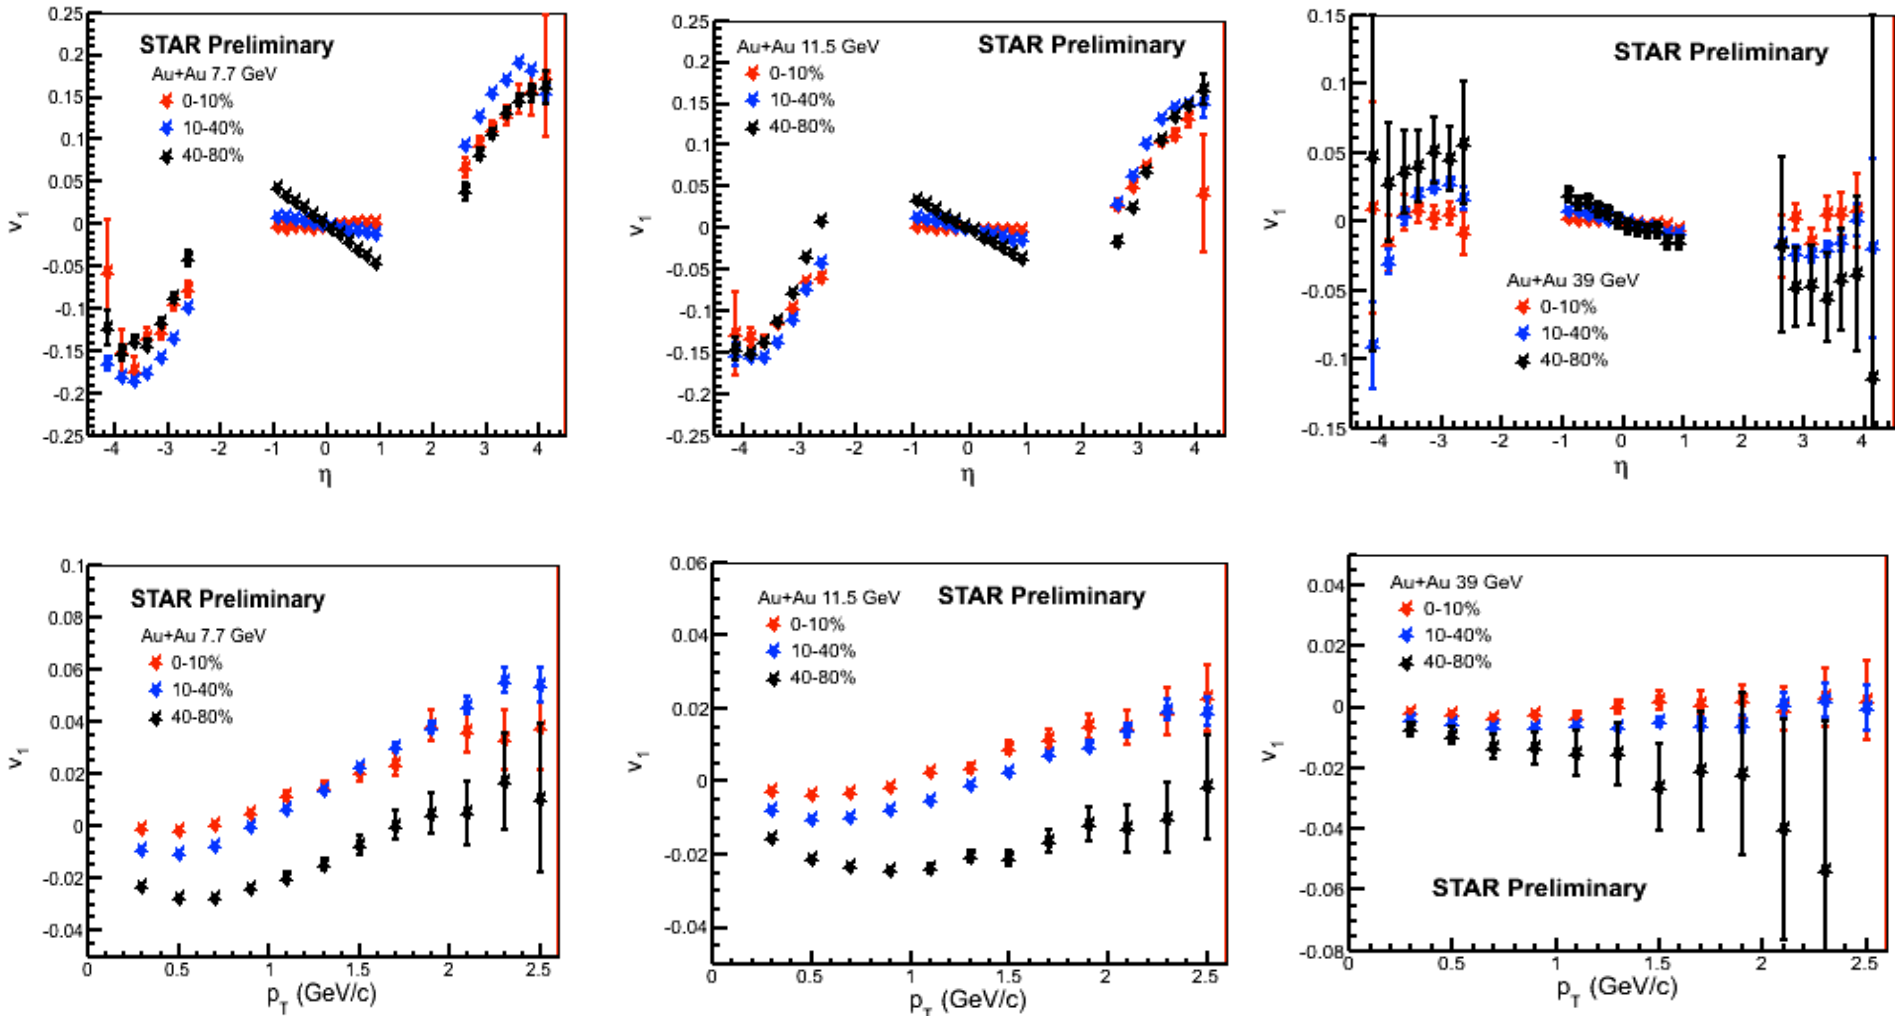 0.25
0.2
0.15
0.1
0.05
0
-0.05
-0.1
-0.15
-0.2
-0.25
v1
STAR Preliminary
Au+Au 7.7 GeV
0-10%
10-40%
40-80%
-4 -3 -2 -1 0 1 2 3 4
η
0.25
0.2
0.15
0.1
0.05
0
-0.05
-0.1
-0.15
-0.2
-0.25
v1
Au+Au 11.5 GeV
STAR Preliminary
0-10%
10-40%
40-80%
-4 -3 -2 -1 0 1 2 3 4
η
0.15
0.1
0.05
0
-0.05
-0.1
-0.15
v1
STAR Preliminary
Au+Au 39 GeV
0-10%
10-40%
40-80%
-4 -3 -2 -1 0 1 2 3 4
η
0.1
0.08
0.06
0.04
0.02
0
-0.02
-0.04
v1
STAR Preliminary
Au+Au 7.7 GeV
0-10%
10-40%
40-80%
0 0.5 1 1.5 2 2.5
pT (GeV/c)
0.06
0.04
0.02
0
-0.02
-0.04
v1
Au+Au 11.5 GeV
STAR Preliminary
0-10%
10-40%
40-80%
0 0.5 1 1.5 2 2.5
pT (GeV/c)
0.04
0.02
0
-0.02
-0.04
-0.06
-0.08
v1
Au+Au 39 GeV
0-10%
10-40%
40-80%
STAR Preliminary
0 0.5 1 1.5 2 2.5
pT (GeV/c)